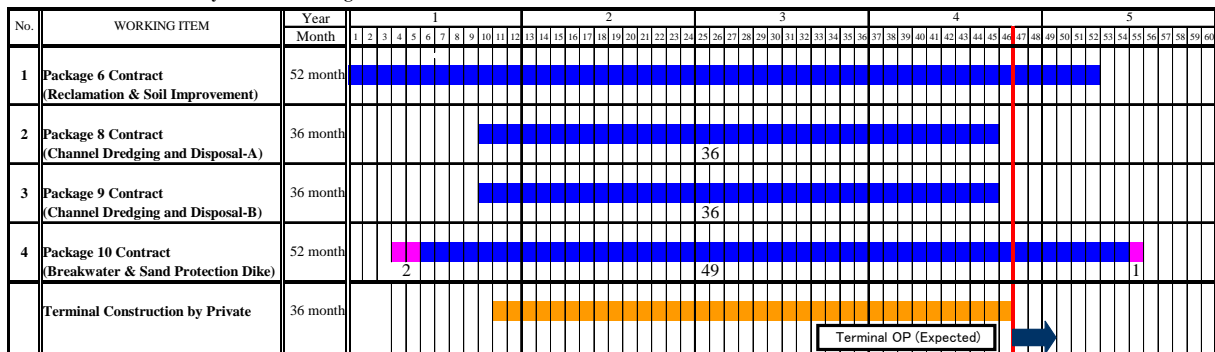 No. WORKING ITEM Year 1 2 3 4 5
Month 1 2 3 4 5 6 7 8 9 10 11 12 13 14 15 16 17 18 19 20 21 22 23 24 25 26 27 28 29 30 31 32 33 34 35 36 37 38 39 40 41 42 43 44 45 46 47 48 49 50 51 52 53 54 55 56 57 58 59 60
1 Package 6 Contract 52 month
(Reclamation & Soil Improvement)
2 Package 8 Contract 36 month
(Channel Dredging and Disposal-A) 36
3 Package 9 Contract 36 month
(Channel Dredging and Disposal-B) 36
4 Package 10 Contract 52 month
(Breakwater & Sand Protection Dike) 2 49 1
Terminal Construction by Private 36 month
Terminal OP (Expected)